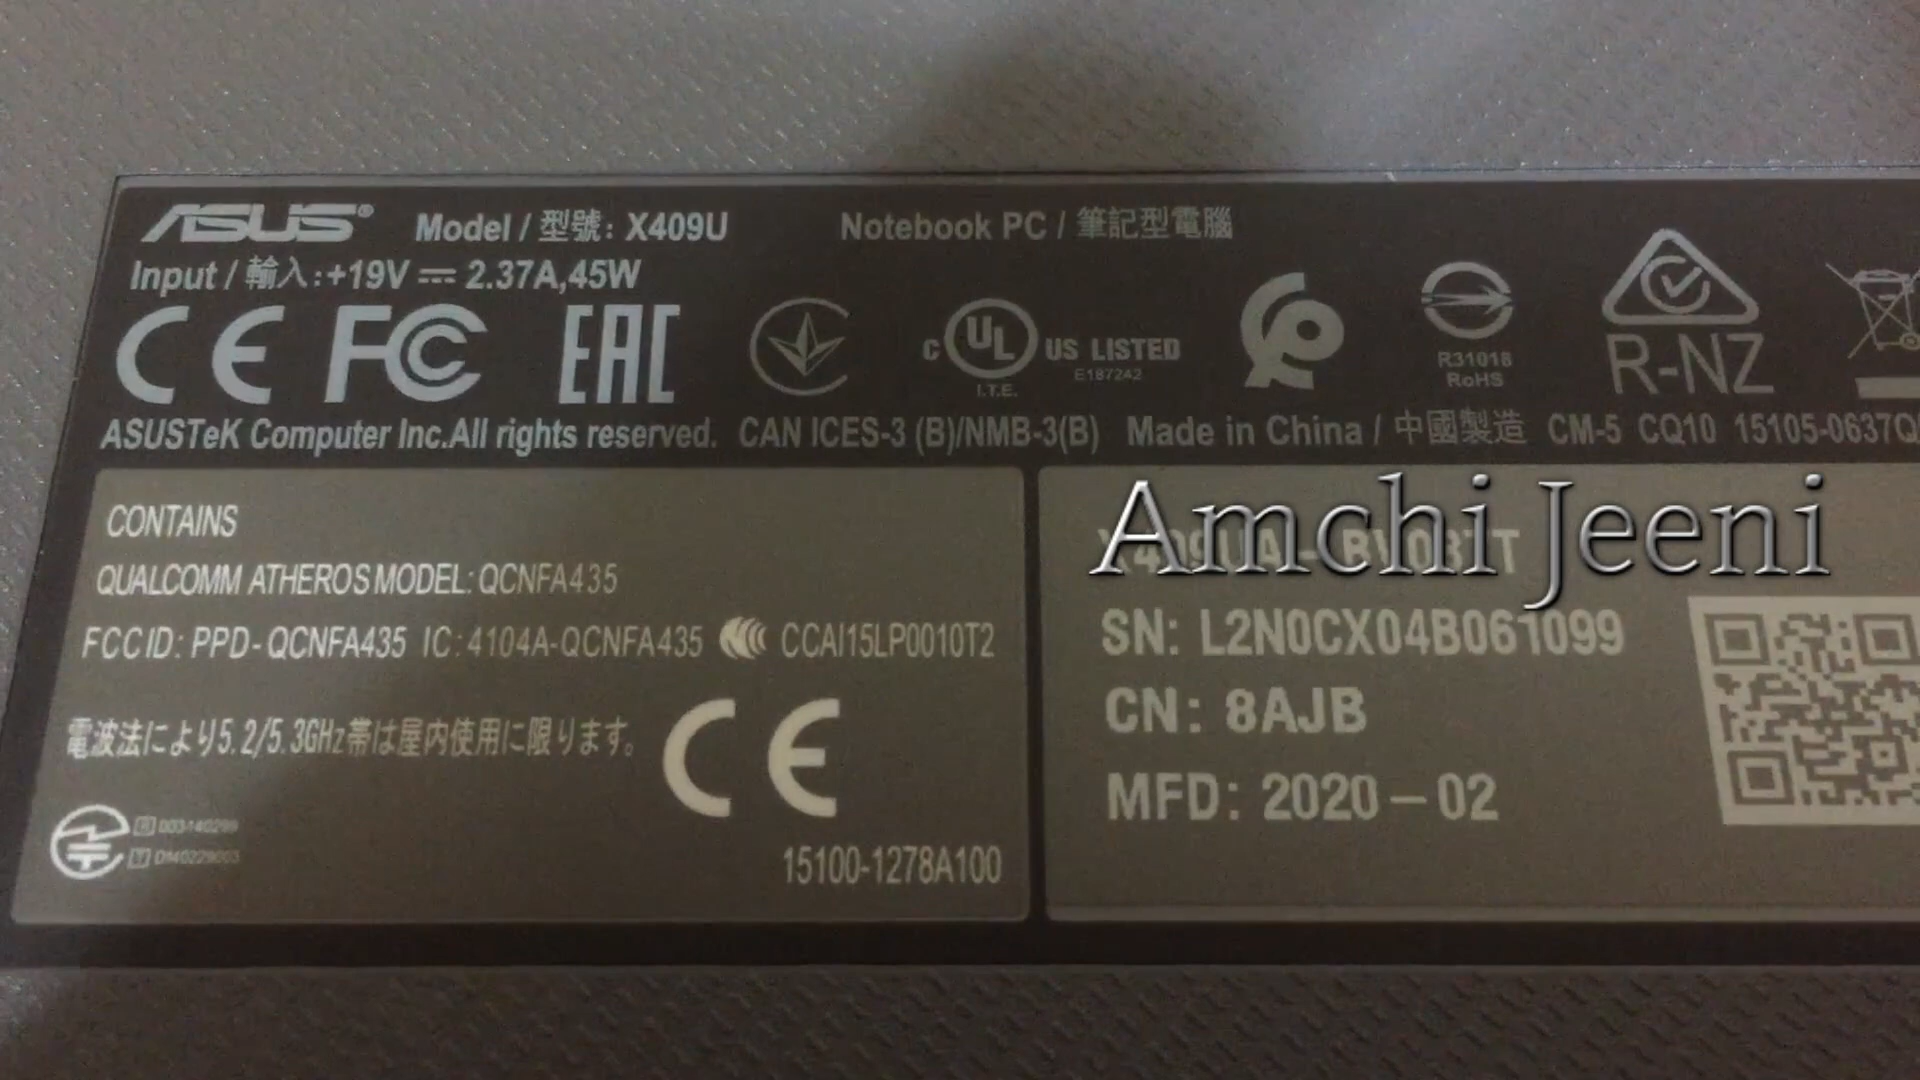 ASUS® Model / 型號: X409U Notebook PC / 筆記型電腦
Input / 輸入:+19V ⎓ 2.37A,45W
CE FC EAC C UL US LISTED
I.T.E. E187242
R31018
RoHS
R-NZ
ASUSTeK Computer Inc.All rights reserved. CAN ICES-3 (B)/NMB-3(B) Made in China / 中國製造 CM-5 CQ10 15105-0637Q
CONTAINS
QUALCOMM ATHEROS MODEL: QCNFA435
FCC ID: PPD-QCNFA435 IC: 4104A-QCNFA435 CCAI15LP0010T2
電波法により5.2/5.3GHz帯は屋内使用に限ります。
CE
15100-1278A100
Amchi Jeeni
SN: L2N0CX04B061099
CN: 8AJB
MFD: 2020-02